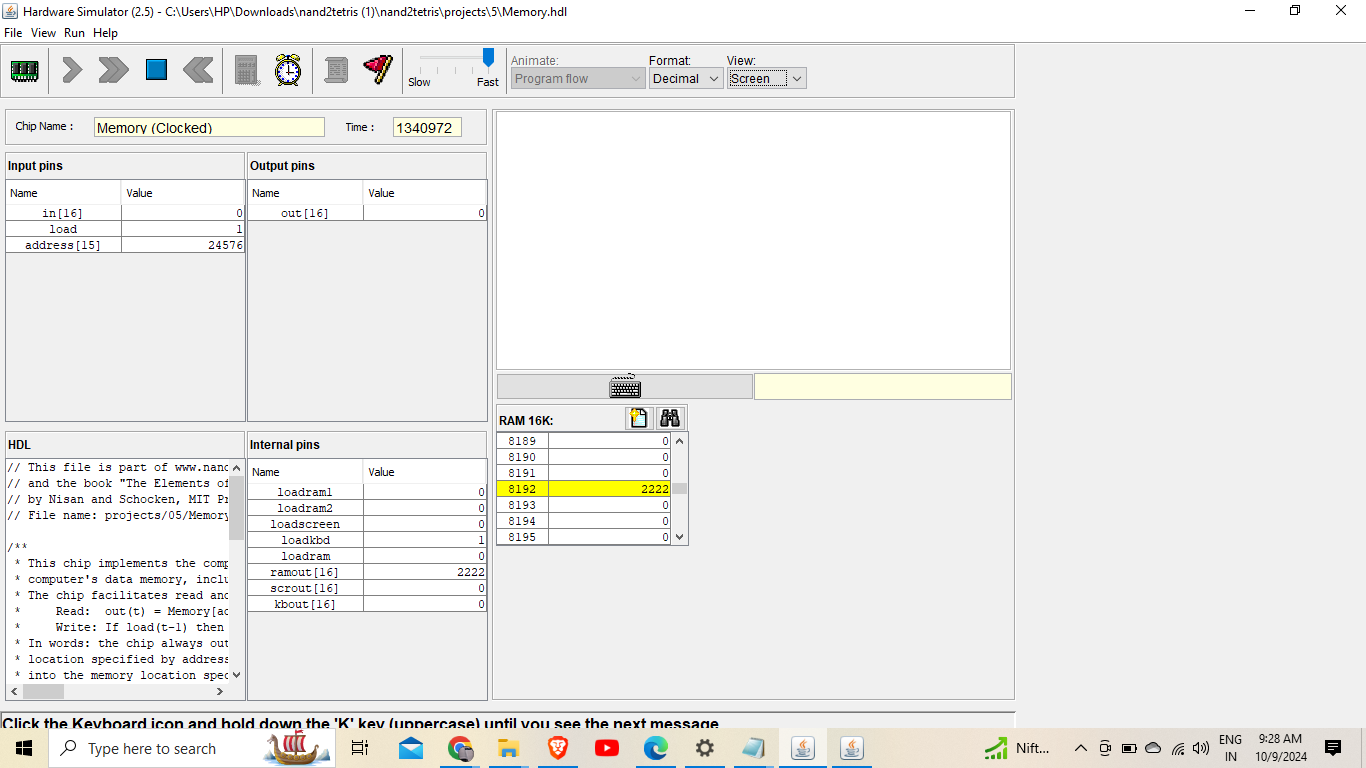 Hardware Simulator (2.5) - C:\Users\HP\Downloads\nand2tetris (1)\nand2tetris\projects\5\Memory.hdl
File View Run Help
Slow Fast
Animate: Format: View:
Program flow Decimal Screen
Chip Name : Memory (Clocked) Time : 1340972
Input pins
Name Value
in[16] 0
load 1
address[15] 24576
Output pins
Name Value
out[16] 0
HDL
// This file is part of www.nand
// and the book "The Elements of
// by Nisan and Schocken, MIT Pr
// File name: projects/05/Memory
/**
* This chip implements the comp
* computer's data memory, inclu
* The chip facilitates read and
* Read: out(t) = Memory[ad
* Write: If load(t-1) then
* In words: the chip always out
* location specified by address
* into the memory location spec
Internal pins
Name Value
loadram1 0
loadram2 0
loadscreen 0
loadkbd 1
loadram 0
ramout[16] 2222
scrout[16] 0
kbout[16] 0
RAM 16K:
8189 0
8190 0
8191 0
8192 2222
8193 0
8194 0
8195 0
Click the Keyboard icon and hold down the 'K' key (uppercase) until you see the next message
Type here to search
Nift...
ENG
IN
9:28 AM
10/9/2024